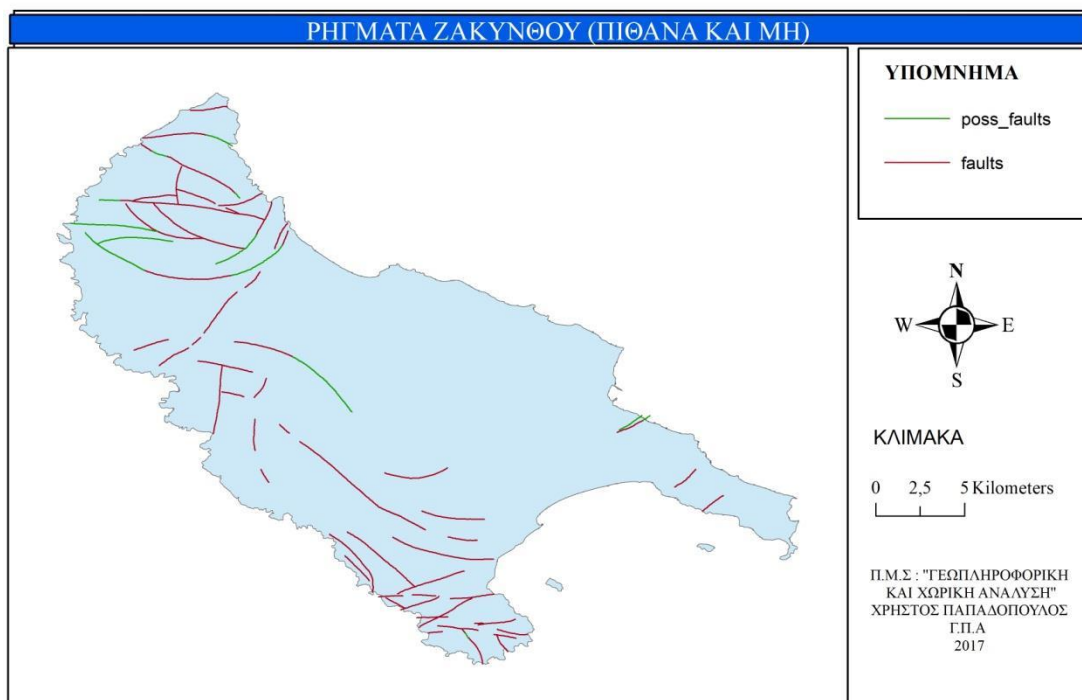 ΡΗΓΜΑΤΑ ΖΑΚΥΝΘΟΥ (ΠΙΘΑΝΑ ΚΑΙ ΜΗ)
ΥΠΟΜΝΗΜΑ
poss_faults
faults
N
W E
S
ΚΛΙΜΑΚΑ
0 2,5 5 Kilometers
Π.Μ.Σ : "ΓΕΩΠΛΗΡΟΦΟΡΙΚΗ
ΚΑΙ ΧΩΡΙΚΗ ΑΝΑΛΥΣΗ"
ΧΡΗΣΤΟΣ ΠΑΠΑΔΟΠΟΥΛΟΣ
Γ.Π.Α
2017